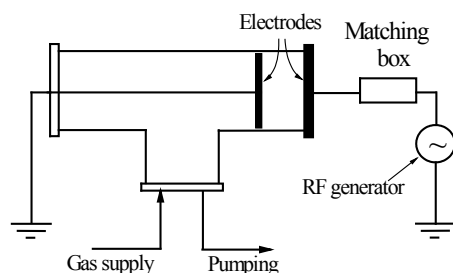 Electrodes
Matching
box
RF generator
Gas supply
Pumping